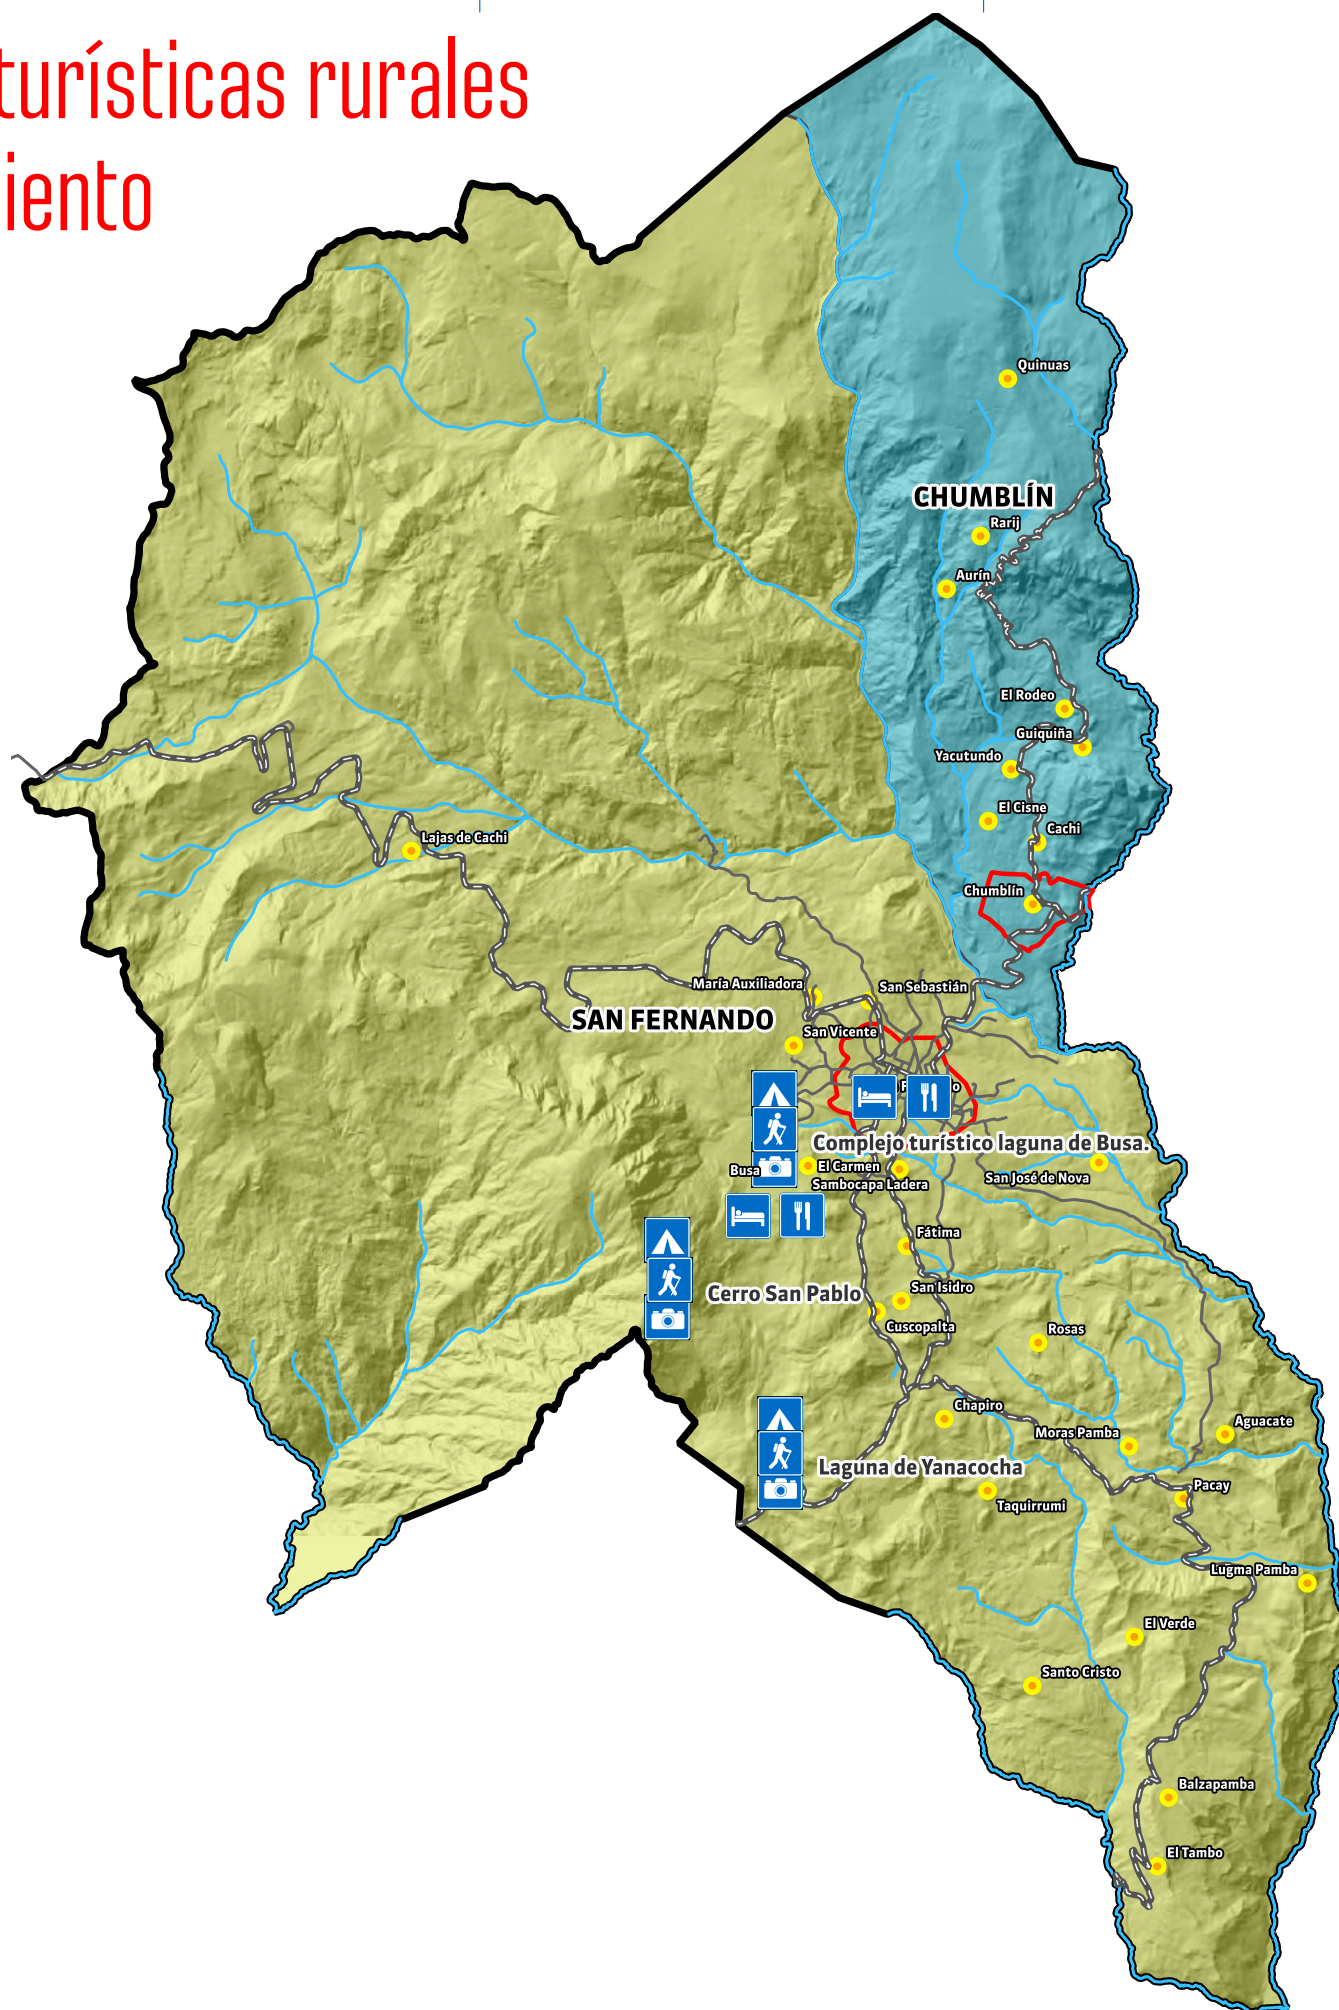 turísticas rurales
iento
Quinuas
CHUMBLÍN
Rarij
Aurín
El Rodeo
Guiquiña
Yacutundo
El Cisne
Cachi
Lajas de Cachi
Chumblín
María Auxiliadora
San Sebastián
SAN FERNANDO
San Vicente
Complejo turístico laguna de Busa.
Busa
El Carmen
San José de Nova
Sambocapa Ladera
Fátima
San Isidro
Cerro San Pablo
Cuscopalta
Rosas
Chapiro
Aguacate
Moras Pamba
Laguna de Yanacocha
Pacay
Taquirrumi
Lugma Pamba
El Verde
Santo Cristo
Balzapamba
El Tambo